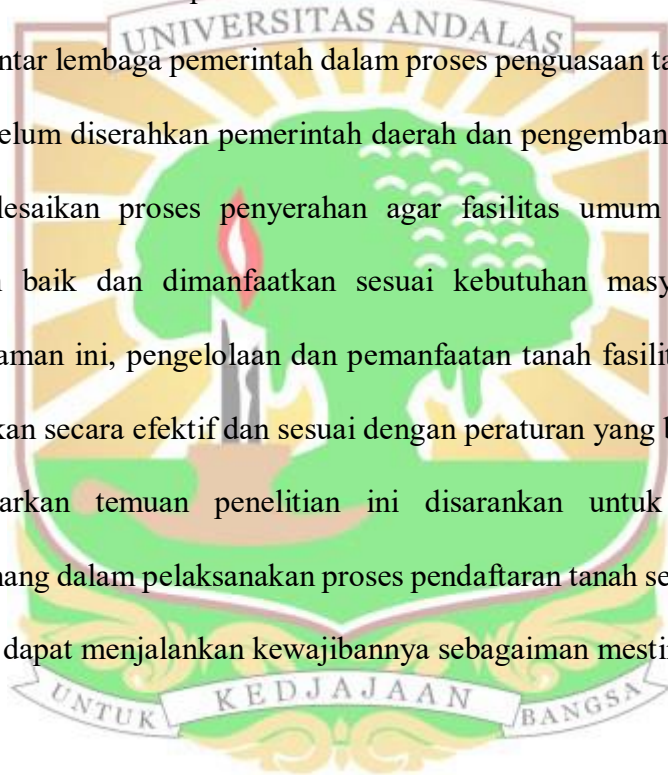 UNIVERSITAS ANDALAS
ntar lembaga pemerintah dalam proses penguasaan ta
elum diserahkan pemerintah daerah dan pengemban
lesaikan proses penyerahan agar fasilitas umum
baik dan dimanfaatkan sesuai kebutuhan masy
aman ini, pengelolaan dan pemanfaatan tanah fasilit
kan secara efektif dan sesuai dengan peraturan yang b
arkan temuan penelitian ini disarankan untuk
nang dalam pelaksanakan proses pendaftaran tanah se
dapat menjalankan kewajibannya sebagaiman mesti
UNTUK KEDJAJAAN BANGSA